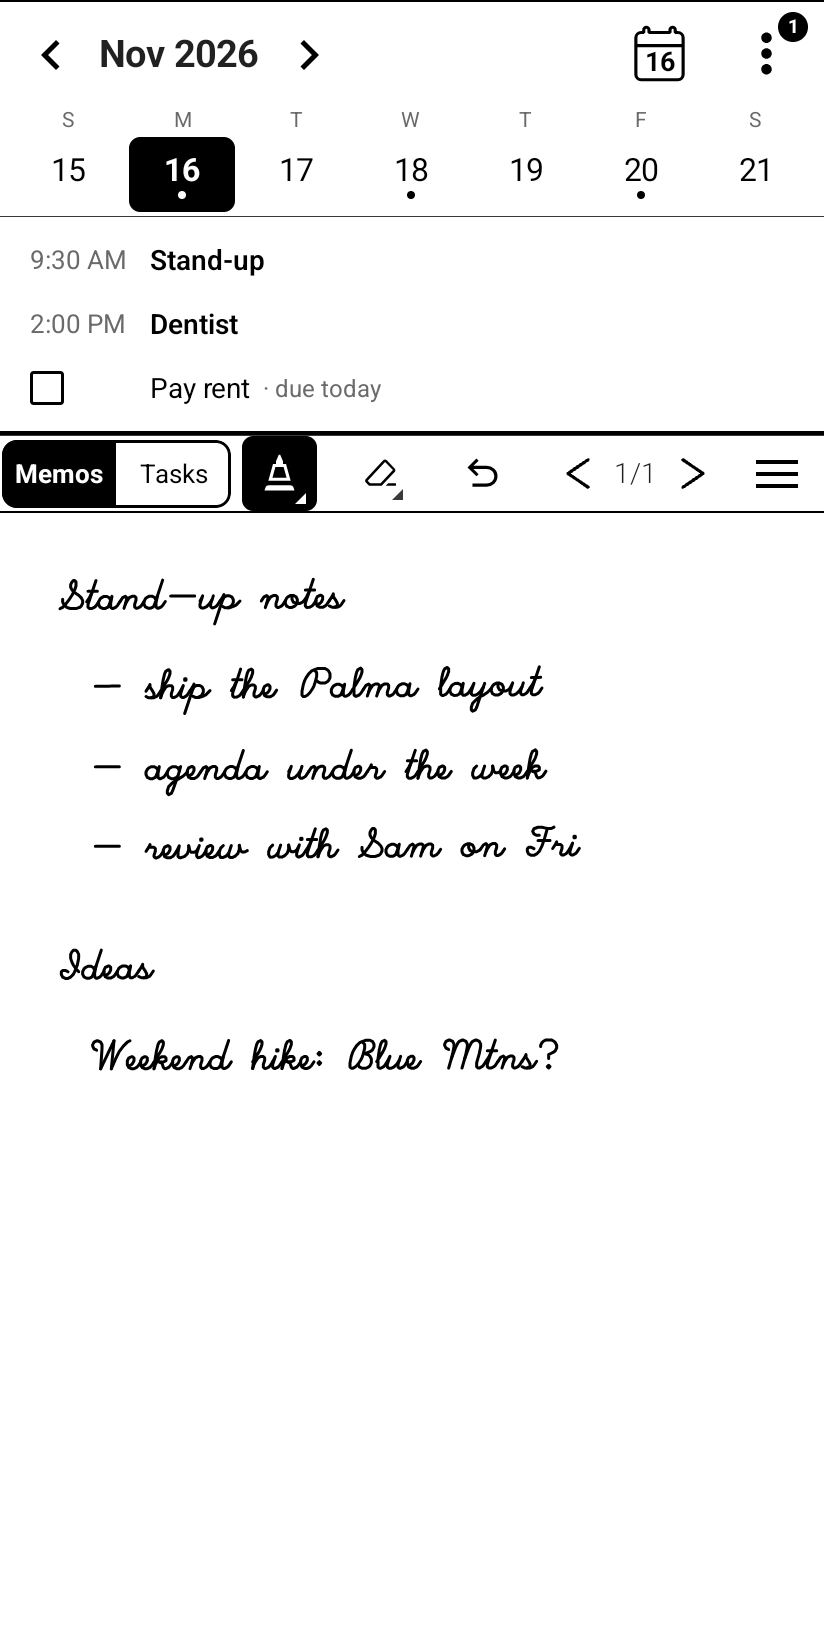 Nov 2026 16 1
S M T W T F S
15 16 17 18 19 20 21
9:30 AM Stand-up
2:00 PM Dentist
Pay rent · due today
Memos Tasks 1/1
Stand-up notes
- ship the Palma layout
- agenda under the week
- review with Sam on Fri
Ideas
Weekend hike: Blue Mtns?